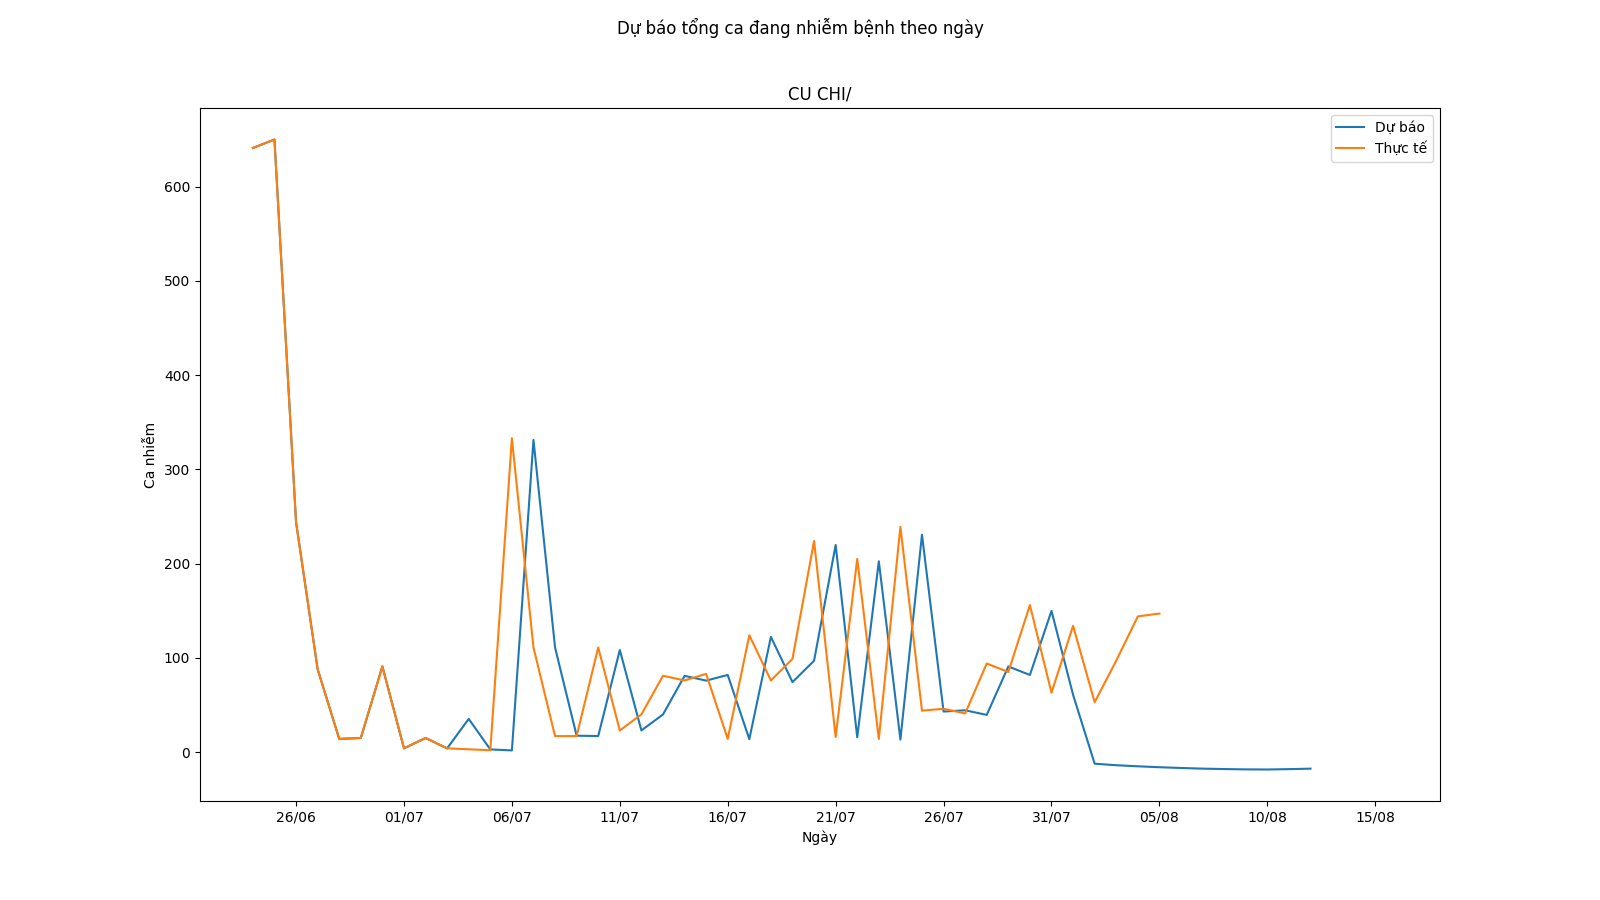 Dự báo tổng ca đang nhiễm bệnh theo ngày
CU CHI/
Dự báo
Thực tế
600
500
400
300
200
100
0
Ca nhiễm
26/06 01/07 06/07 11/07 16/07 21/07 26/07 31/07 05/08 10/08 15/08
Ngày